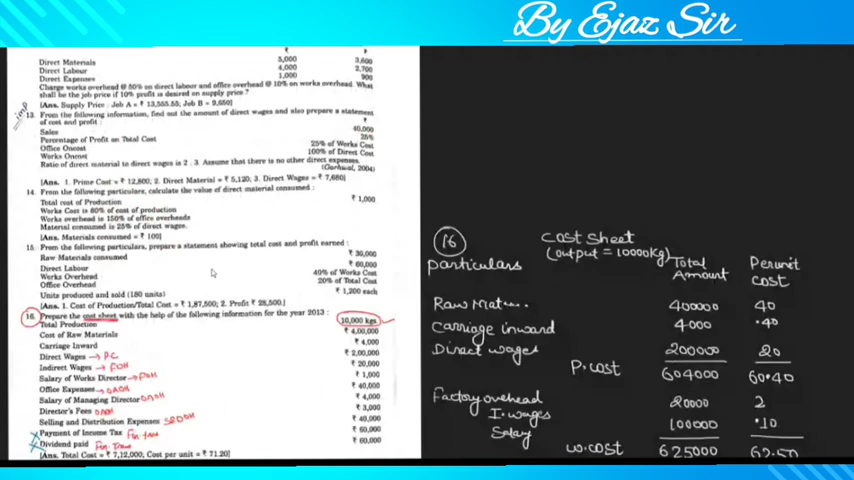 By Ejaz Sir
₹ ₹
Direct Materials 5,000 3,600
Direct Labour 4,000 2,700
Direct Expenses 1,000 900
Charge works overhead @ 50% on direct labour and office overhead @ 10% on works overhead. What
shall be the job price if 10% profit is desired on supply price?
[Ans. Supply Price : Job A = ₹ 13,555.55, Job B = 9,650]
imp
13. From the following information, find out the amount of direct wages and also prepare a statement
of cost and profit : ₹
Sales 40,000
Percentage of Profit on Total Cost 25%
Office Oncost 25% of Works Cost
Works Oncost 100% of Direct Cost
Ratio of direct material to direct wages is 2 : 3. Assume that there is no other direct expenses.
(Garhwal, 2004)
[Ans. 1. Prime Cost = ₹ 12,800, 2. Direct Material = ₹ 5,120, 3. Direct Wages = ₹ 7,680]
14. From the following particulars, calculate the value of direct material consumed :
Total cost of Production ₹ 1,000
Works Cost is 80% of cost of production
Works overhead is 150% of office overheads
Material consumed is 25% of direct wages.
[Ans. Materials consumed = ₹ 100]
15. From the following particulars, prepare a statement showing total cost and profit earned :
Raw Materials consumed ₹ 30,000
Direct Labour ₹ 60,000
Works Overhead 40% of Works Cost
Office Overhead 20% of Total Cost
Units produced and sold (180 units) ₹ 1,200 each
[Ans. 1. Cost of Production/Total Cost = ₹ 1,87,500; 2. Profit ₹ 28,500.]
16. Prepare the cost sheet with the help of the following information for the year 2013 :
Total Production 10,000 kgs
Cost of Raw Materials ₹ 4,00,000
Carriage Inward ₹ 4,000
Direct Wages → P.C ₹ 2,00,000
Indirect Wages → FOH ₹ 20,000
Salary of Works Director → FOH ₹ 1,000
Office Expenses → OAOH ₹ 40,000
Salary of Managing Director OAOH ₹ 4,000
Director's Fees OAOH ₹ 3,000
Selling and Distribution Expenses S&DOH ₹ 40,000
Payment of Income Tax ₹ 60,000
Dividend paid ₹ 60,000
[Ans. Total Cost = ₹ 7,12,000, Cost per unit = ₹ 71.20]
16 Cost Sheet
(output = 10000Kg)
Particulars Total Amount Per unit cost
Raw Mat... 400000 40
Carriage inward 4000 .40
Direct wages 200000 20
P. cost 604000 60.40
Factory overhead
I. wages 20000 2
Salary 100000 .10
W. cost 625000 62.50